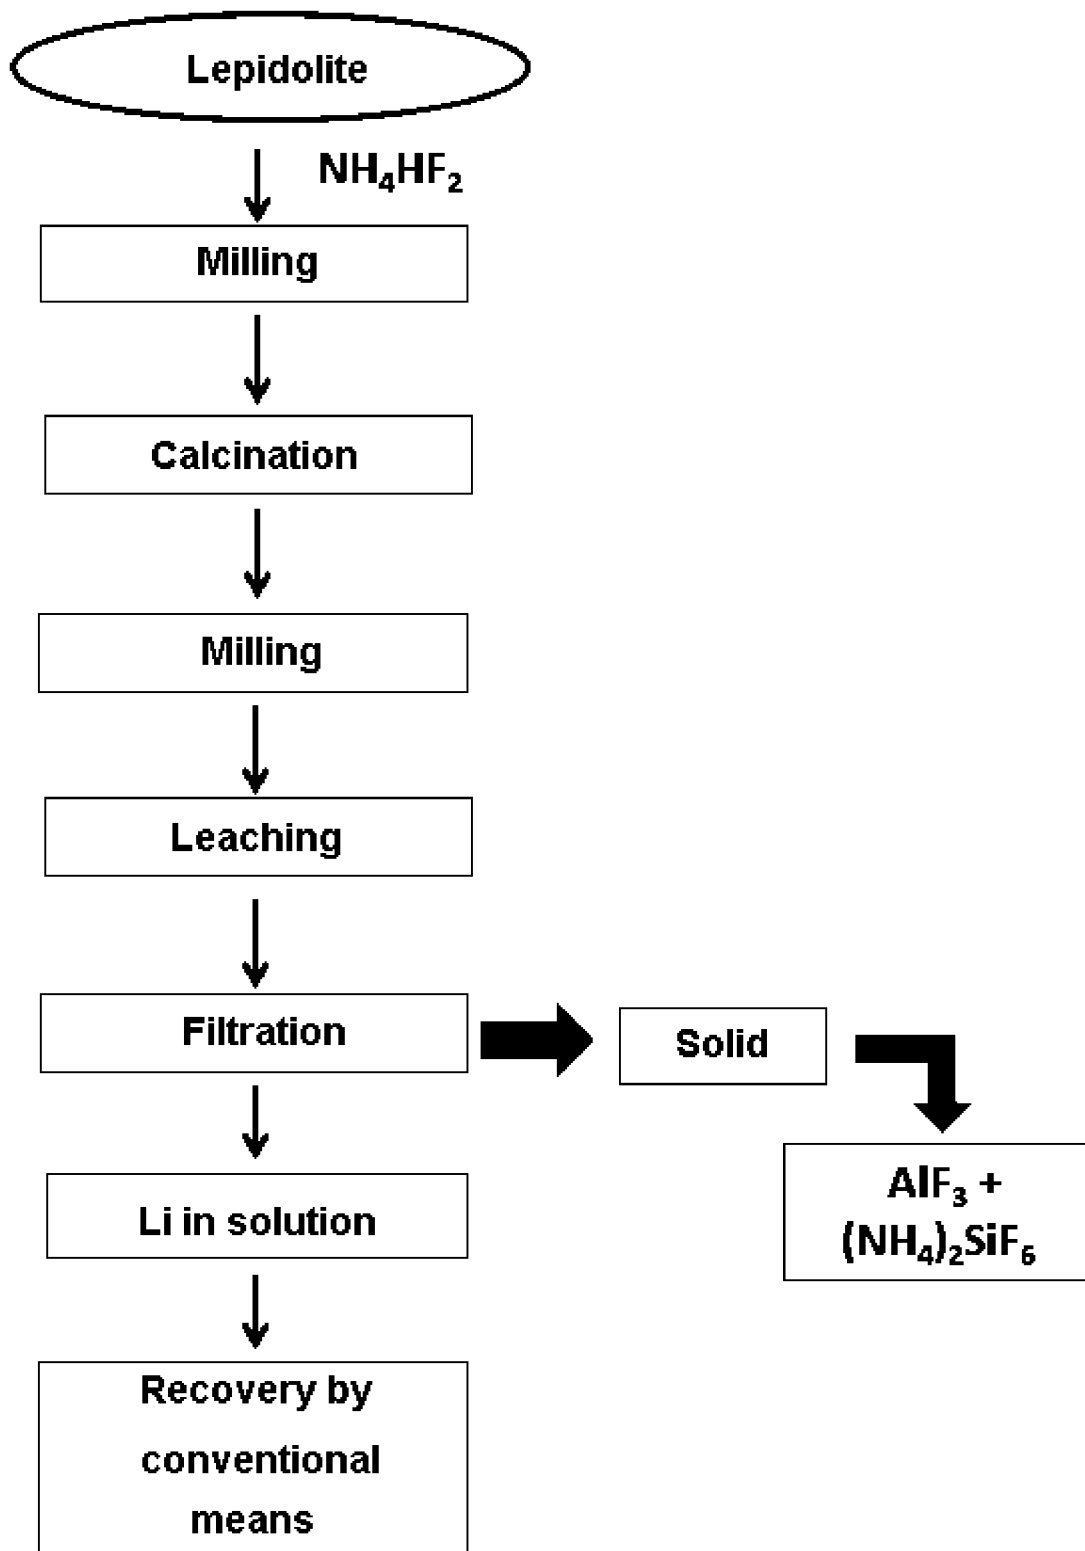 Lepidolite
NH₄HF₂
Milling
Calcination
Milling
Leaching
Filtration
Solid
AlF₃ +
(NH₄)₂SiF₆
Li in solution
Recovery by
conventional
means